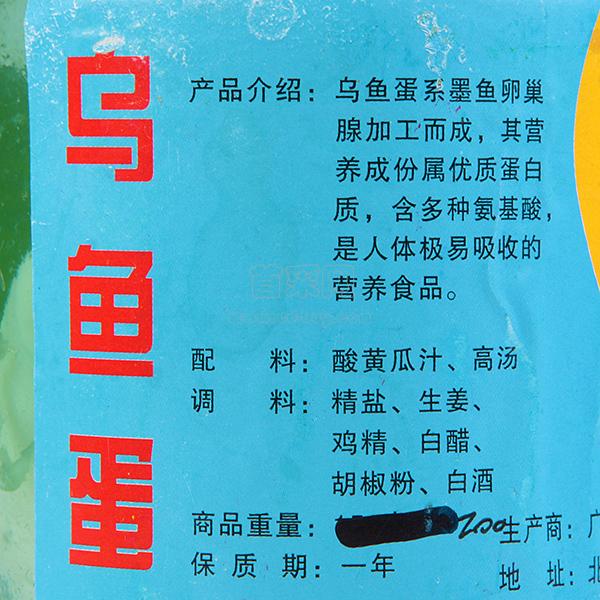 乌鱼蛋
产品介绍：乌鱼蛋系墨鱼卵巢
腺加工而成，其营
养成份属优质蛋白
质，含多种氨基酸，
是人体极易吸收的
营养食品。
配 料：酸黄瓜汁、高汤
调 料：精盐、生姜、
鸡精、白醋、
胡椒粉、白酒
商品重量： 200 生产商：广
保 质 期：一年 地 址：北